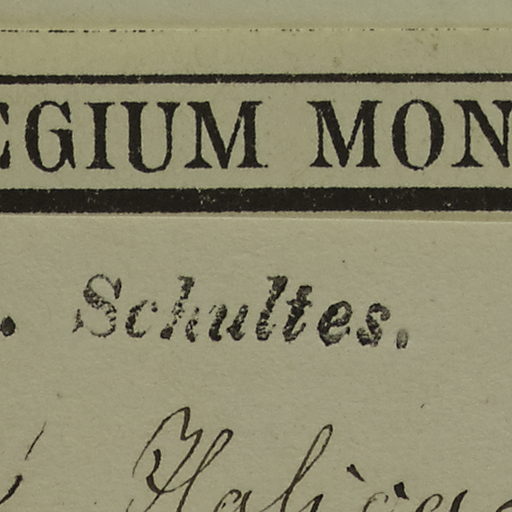 EGIUM MON
. Schultes.